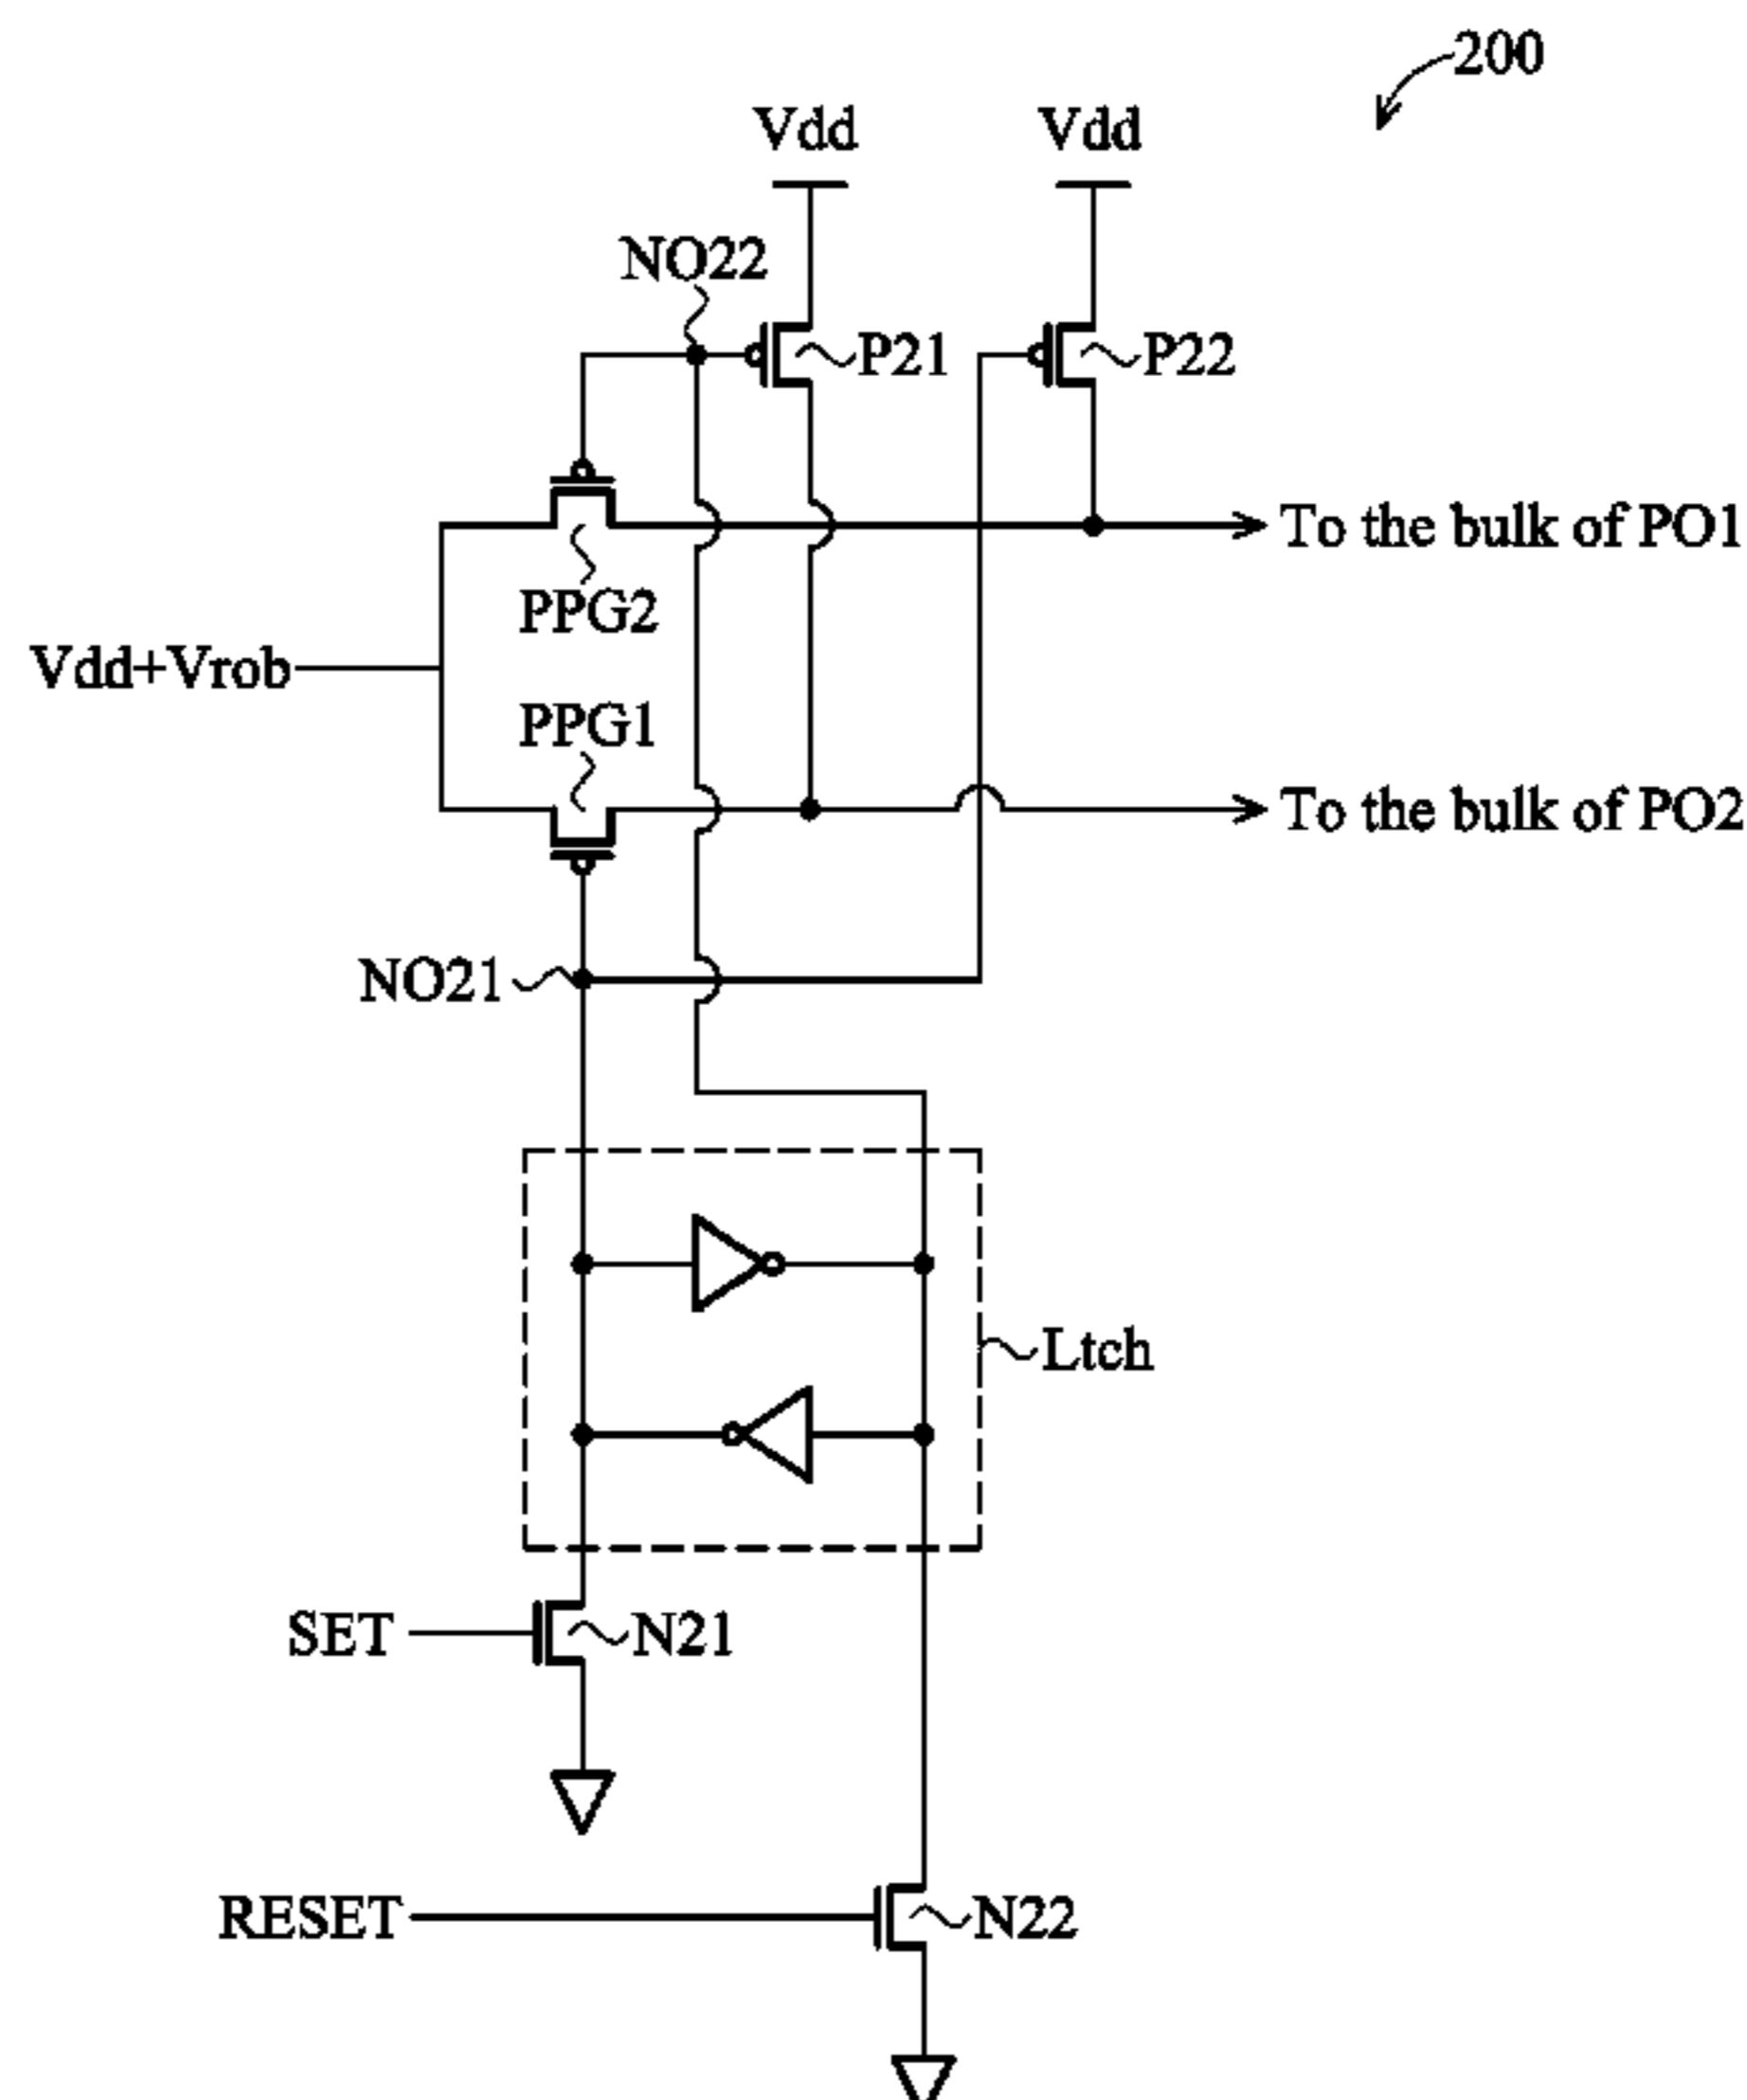 200
Vdd
Vdd
NO22
P21
P22
To the bulk of PO1
PPG2
Vdd+Vrob
PPG1
To the bulk of PO2
NO21
Ltch
SET
N21
RESET
N22